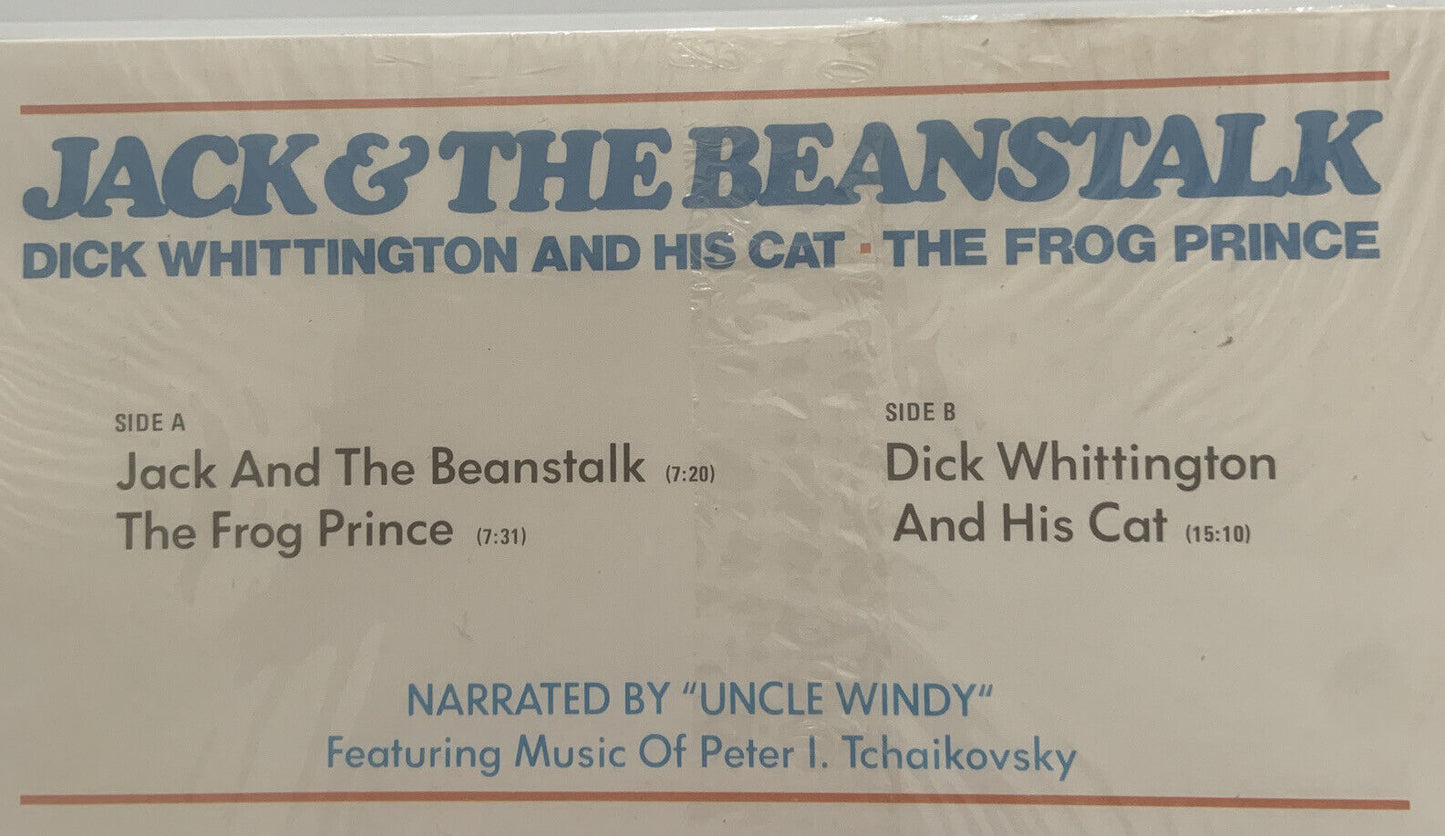 JACK & THE BEANSTALK
DICK WHITTINGTON AND HIS CAT · THE FROG PRINCE
SIDE A
Jack And The Beanstalk (7:20)
The Frog Prince (7:31)
SIDE B
Dick Whittington
And His Cat (15:10)
NARRATED BY “UNCLE WINDY“
Featuring Music Of Peter I. Tchaikovsky